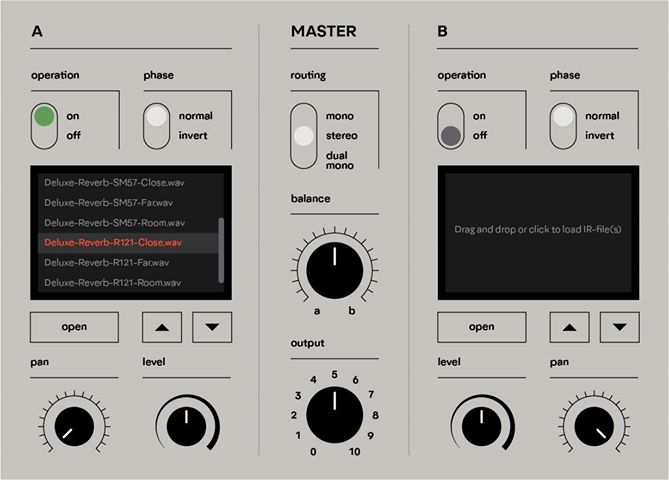 A
operation
phase
on
off
normal
invert
Deluxe-Reverb-SM57-Close.wav
Deluxe-Reverb-SM57-Far.wav
Deluxe-Reverb-SM57-Room.wav
Deluxe-Reverb-R121-Close.wav
Deluxe-Reverb-R121-Far.wav
Deluxe-Reverb-R121-Room.wav
open
pan
level
MASTER
routing
mono
stereo
dual
mono
balance
a
b
output
0
1
2
3
4
5
6
7
8
9
10
B
operation
phase
on
off
normal
invert
Drag and drop or click to load IR-file(s)
open
level
pan